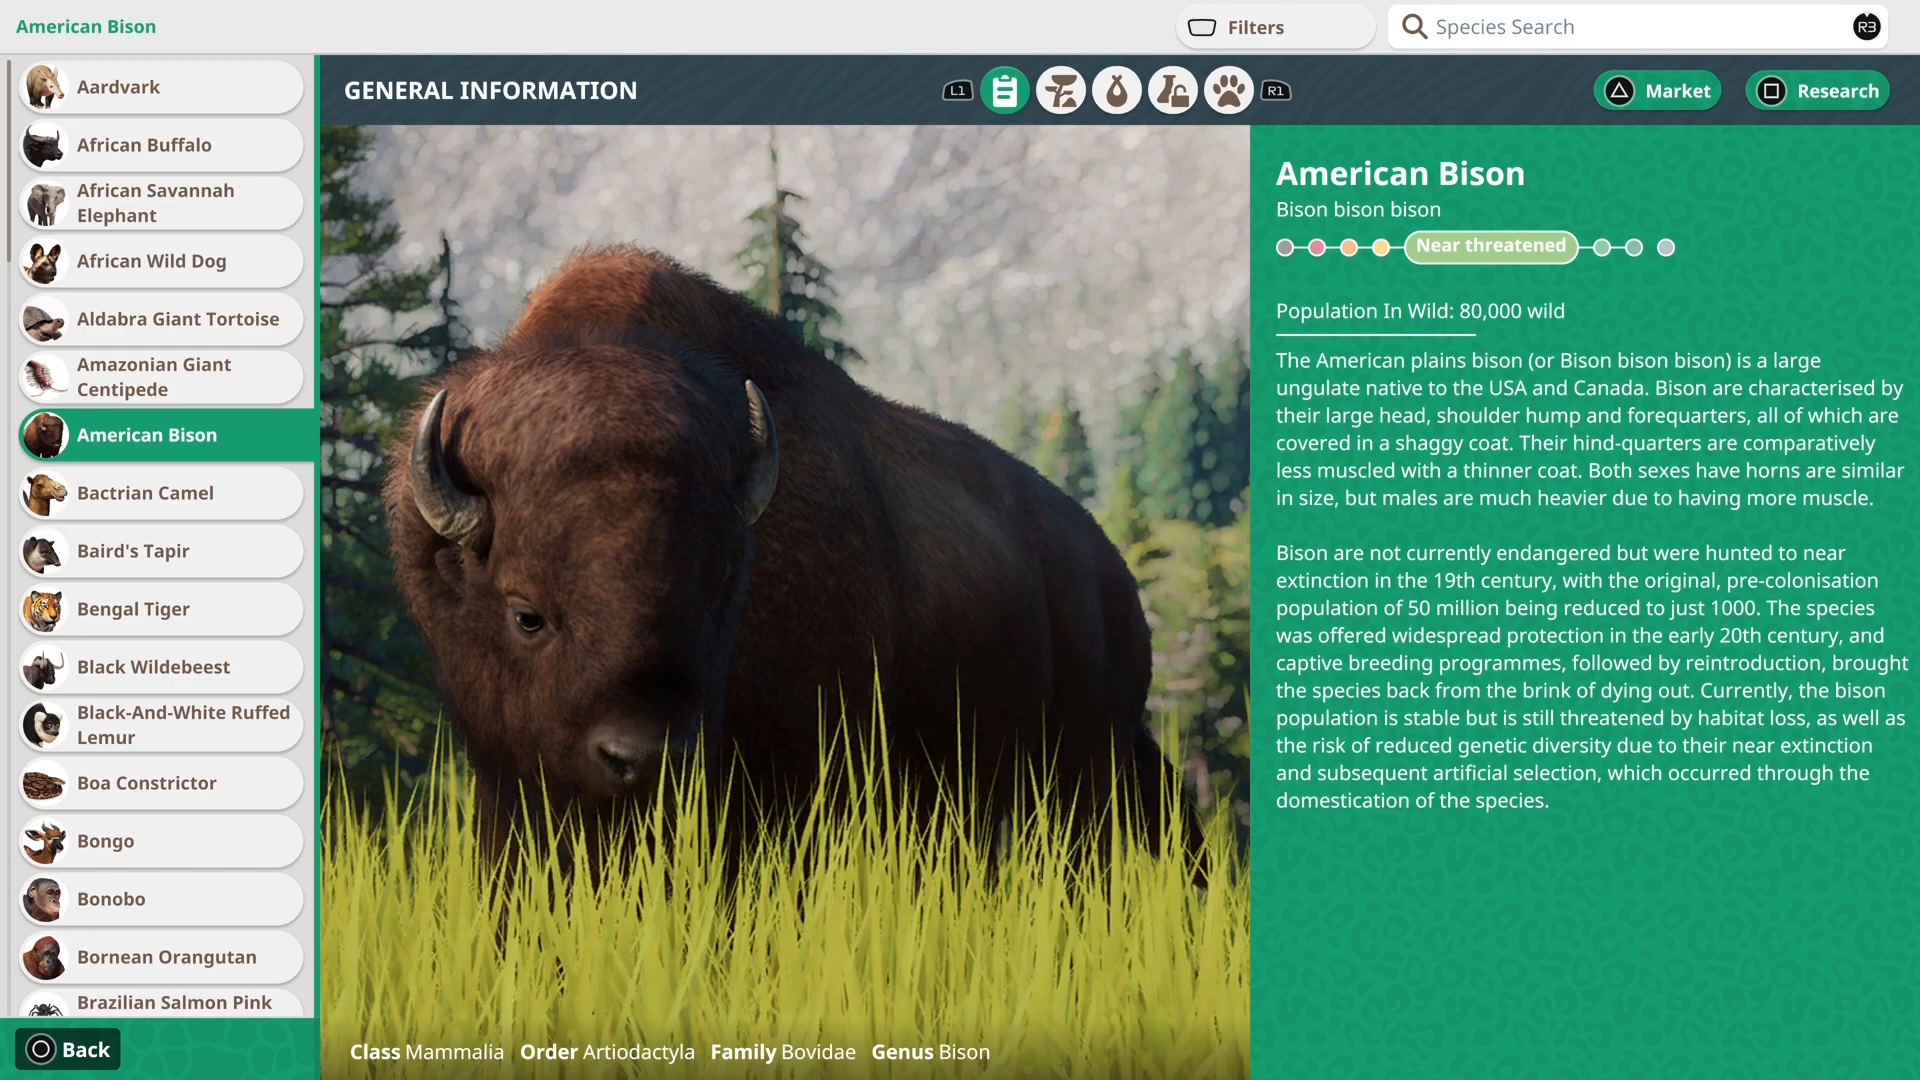 American Bison
Filters
Species Search
R3
Aardvark
African Buffalo
African Savannah
Elephant
African Wild Dog
Aldabra Giant Tortoise
Amazonian Giant
Centipede
American Bison
Bactrian Camel
Baird's Tapir
Bengal Tiger
Black Wildebeest
Black-And-White Ruffed
Lemur
Boa Constrictor
Bongo
Bonobo
Bornean Orangutan
Brazilian Salmon Pink
Back
GENERAL INFORMATION
L1
R1
Market
Research
Class Mammalia Order Artiodactyla Family Bovidae Genus Bison
American Bison
Bison bison bison
Near threatened
Population In Wild: 80,000 wild
The American plains bison (or Bison bison bison) is a large
ungulate native to the USA and Canada. Bison are characterised by
their large head, shoulder hump and forequarters, all of which are
covered in a shaggy coat. Their hind-quarters are comparatively
less muscled with a thinner coat. Both sexes have horns are similar
in size, but males are much heavier due to having more muscle.
Bison are not currently endangered but were hunted to near
extinction in the 19th century, with the original, pre-colonisation
population of 50 million being reduced to just 1000. The species
was offered widespread protection in the early 20th century, and
captive breeding programmes, followed by reintroduction, brought
the species back from the brink of dying out. Currently, the bison
population is stable but is still threatened by habitat loss, as well as
the risk of reduced genetic diversity due to their near extinction
and subsequent artificial selection, which occurred through the
domestication of the species.